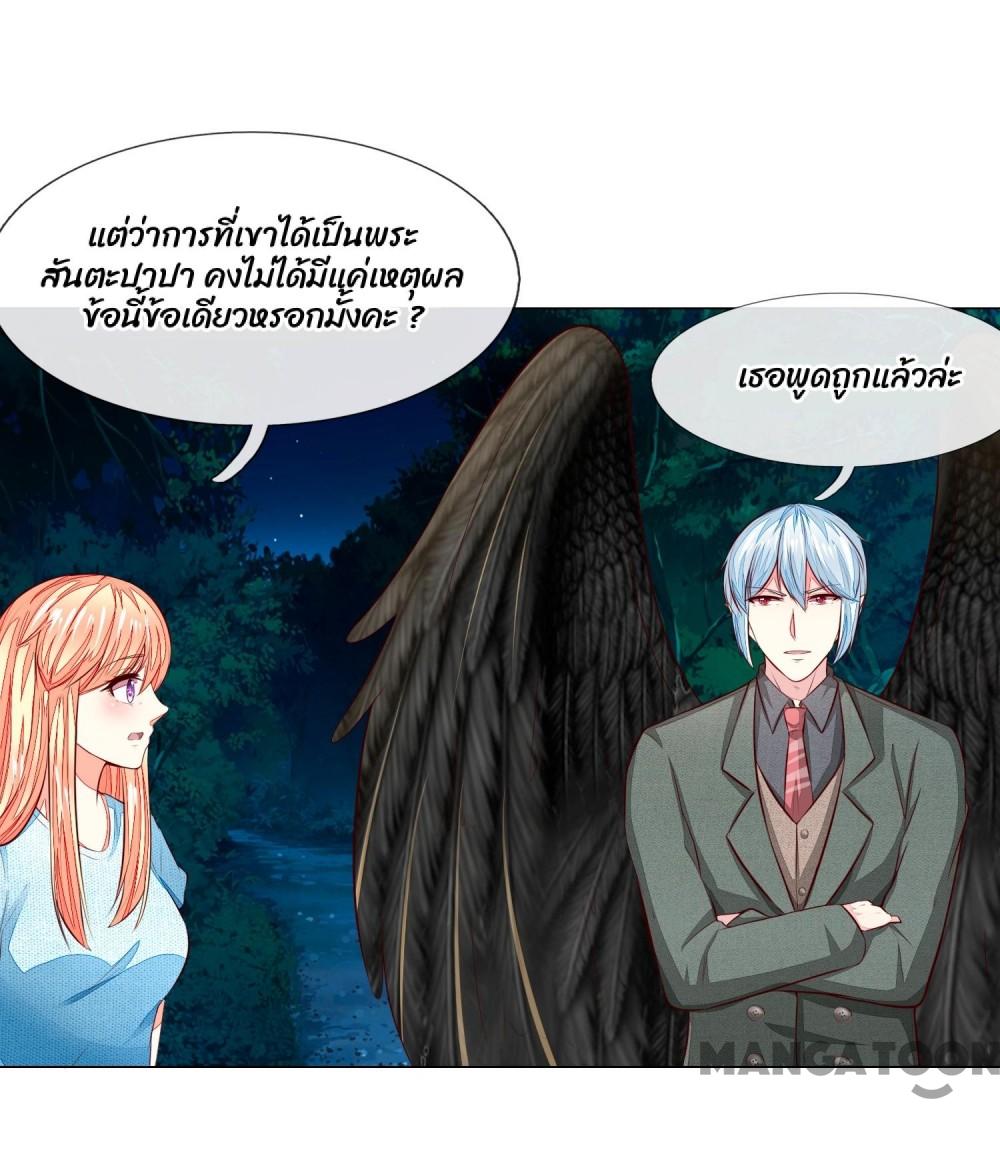 แต่ว่าการที่เขาได้เป็นพระ
สันตะปาปา คงไม่ได้มีแค่เหตุผล
ข้อนี้ข้อเดียวหรอกมั้งคะ ?
เธอพูดถูกแล้วล่ะ
MANGATOON